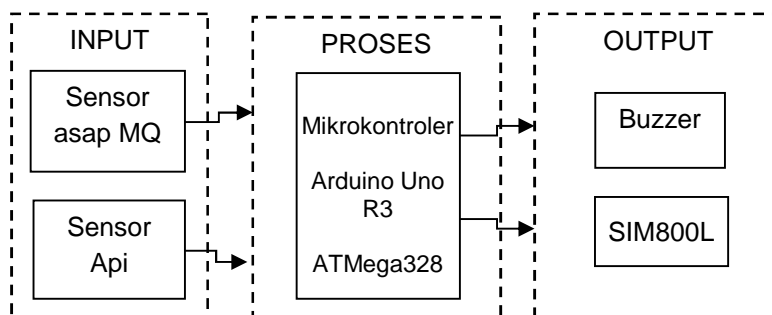 INPUT
Sensor
asap MQ
Sensor
Api
PROSES
Mikrokontroler
Arduino Uno
R3
ATMega328
OUTPUT
Buzzer
SIM800L